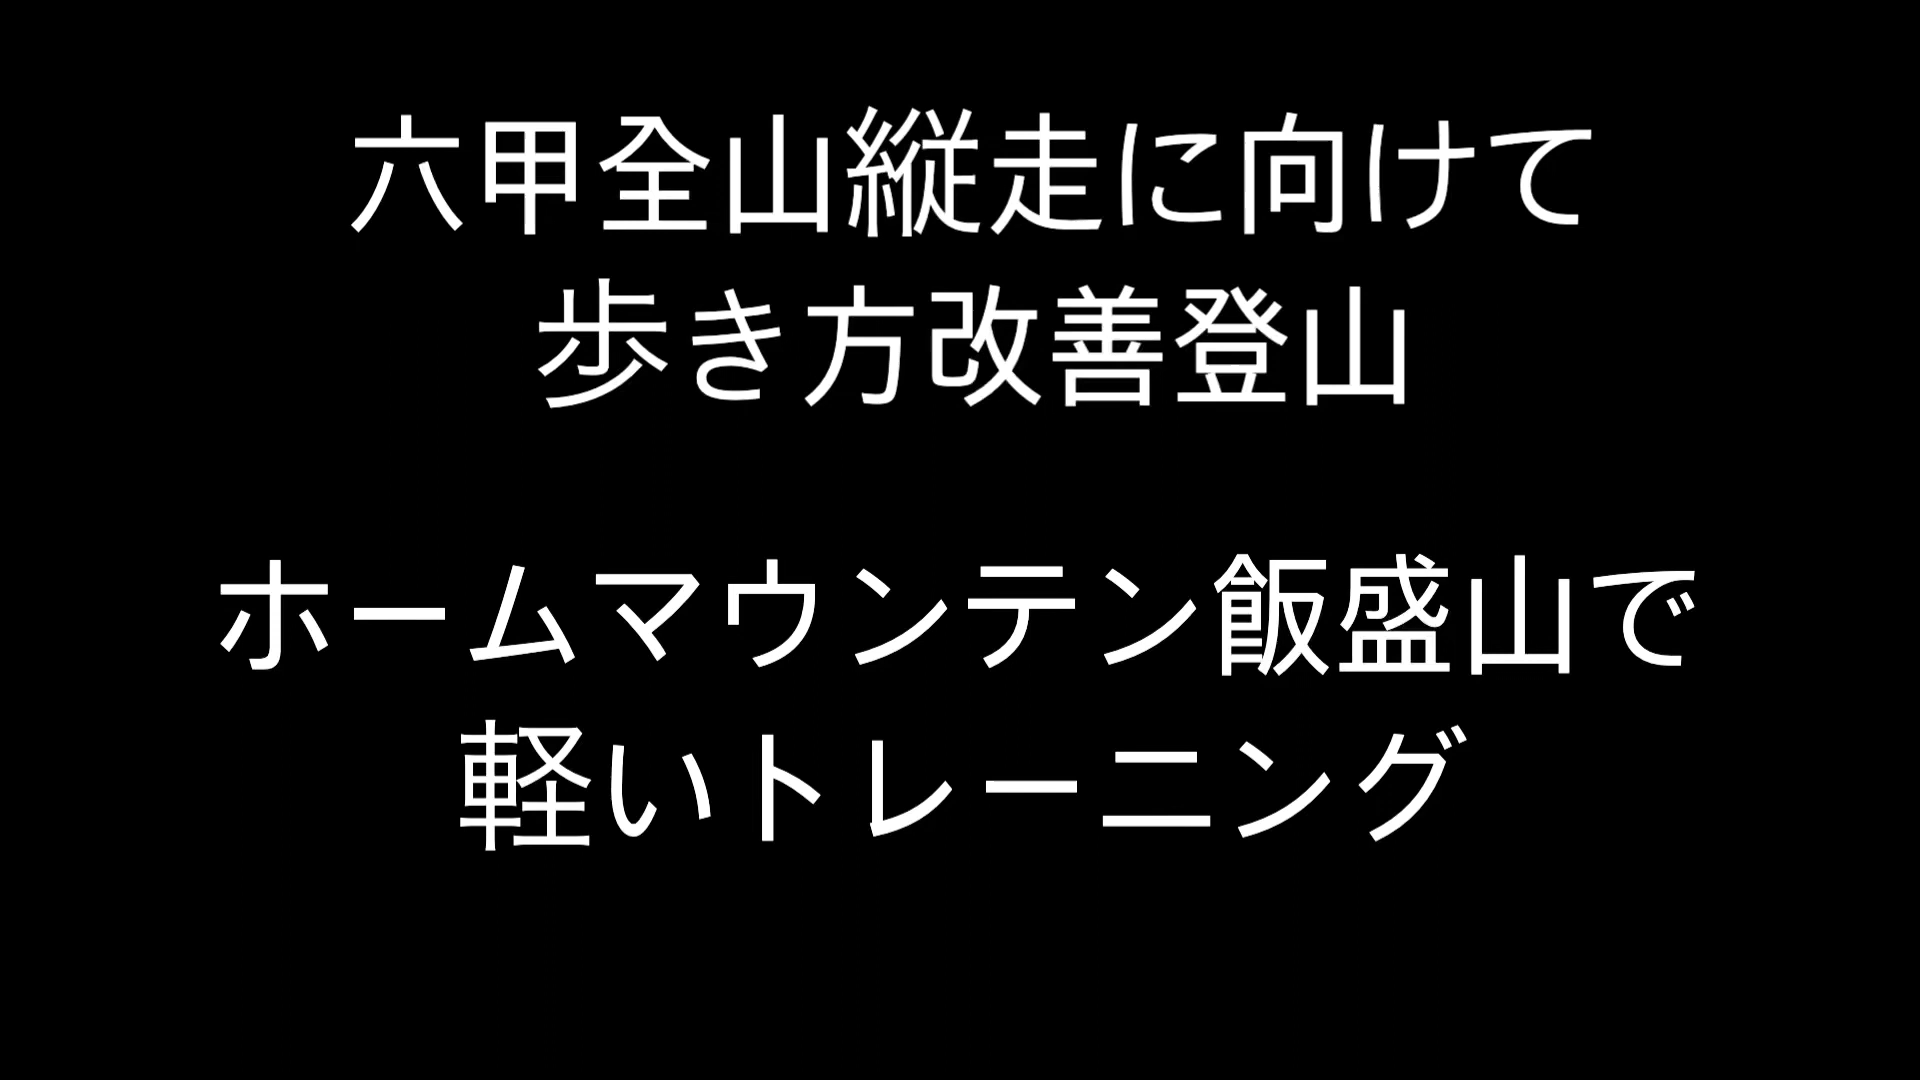 六甲全山縦走に向けて
歩き方改善登山
ホームマウンテン飯盛山で
軽いトレーニング